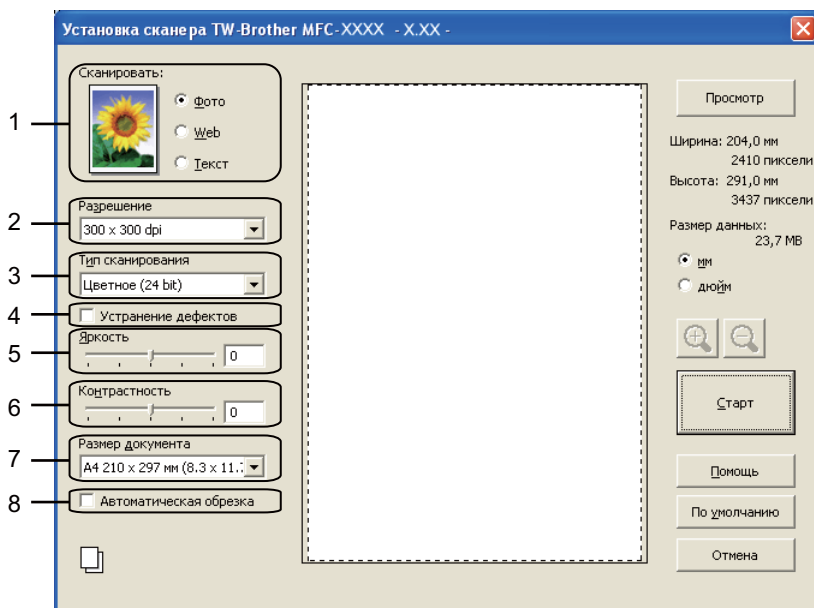 Установка сканера TW-Brother MFC-XXXX - X.XX -
1
Сканировать:
Фото
Web
Текст
2
Разрешение
300 x 300 dpi
3
Тип сканирования
Цветное (24 bit)
4
Устранение дефектов
5
Яркость
0
6
Контрастность
0
7
Размер документа
A4 210 x 297 мм (8.3 x 11.7
8
Автоматическая обрезка
Просмотр
Ширина: 204,0 мм
2410 пиксели
Высота: 291,0 мм
3437 пиксели
Размер данных:
23,7 MB
мм
дюйм
Старт
Помощь
По умолчанию
Отмена